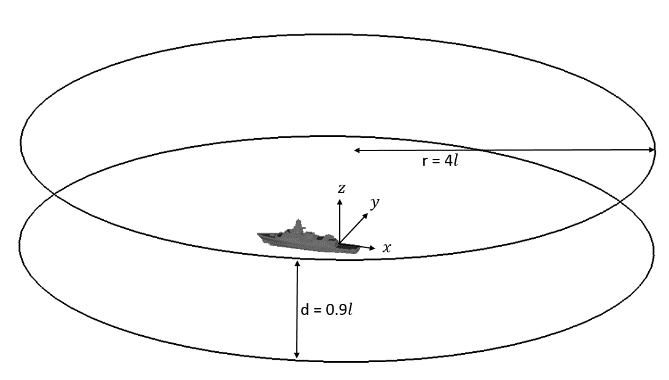 r = 4l
z
y
x
d = 0.9l